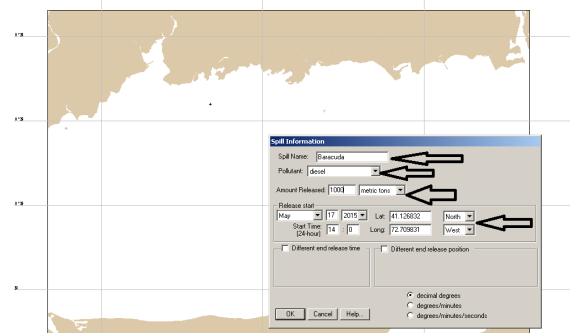 Spill Information
Spill Name: Baracuda
Pollutant: diesel
Amount Released: 1000 metric tons
Release start
May 17 2015 Lat: 41.126832 North
Start Time: 14 : 0 Long: 72.709831 West
(24-hour)
Different end release time Different end release position
decimal degrees
degrees/minutes
OK Cancel Help... degrees/minutes/seconds